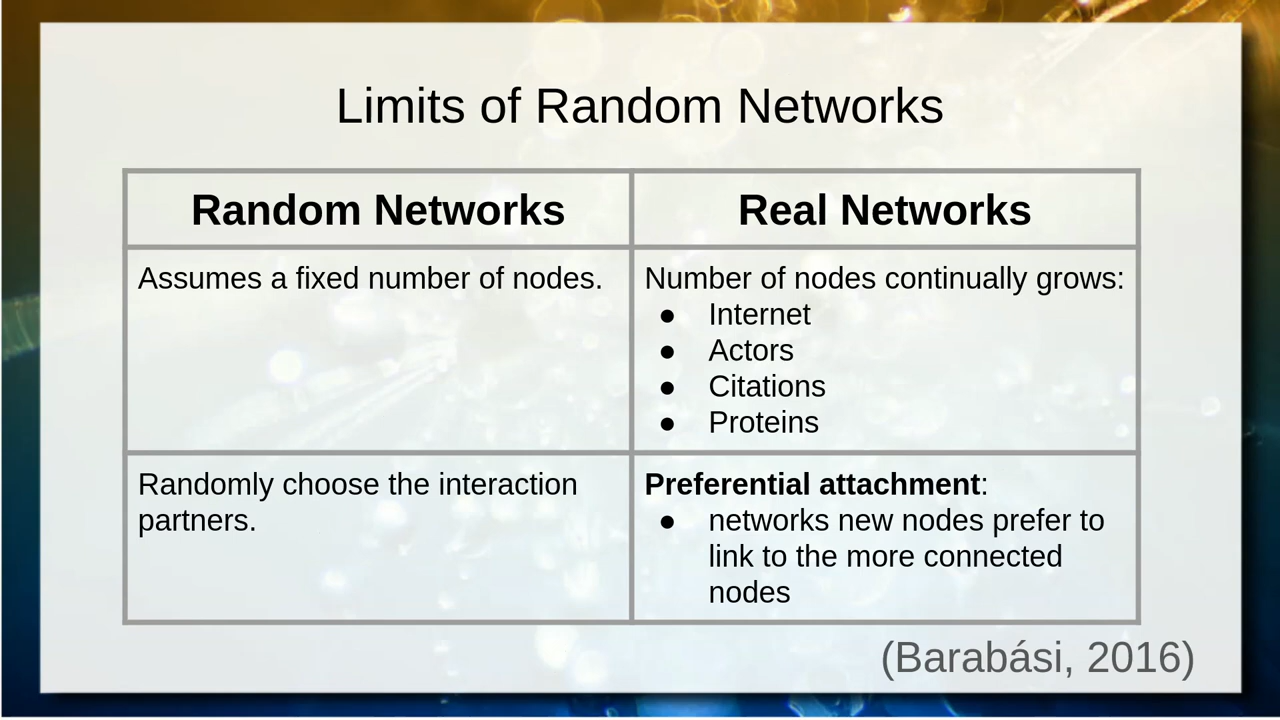 Limits of Random Networks
Random Networks
Real Networks
Assumes a fixed number of nodes.
Number of nodes continually grows:
● Internet
● Actors
● Citations
● Proteins
Randomly choose the interaction
partners.
Preferential attachment:
● networks new nodes prefer to
link to the more connected
nodes
(Barabási, 2016)